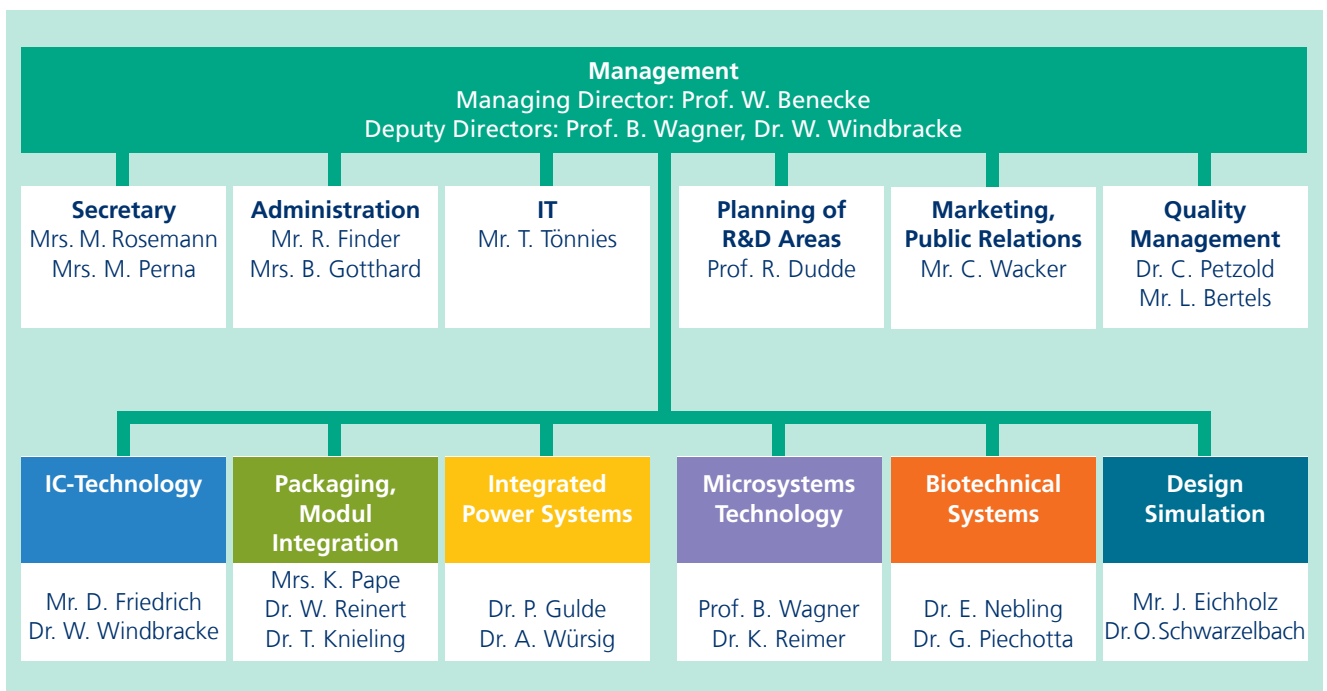 Management
Managing Director: Prof. W. Benecke
Deputy Directors: Prof. B. Wagner, Dr. W. Windbracke
Secretary
Mrs. M. Rosemann
Mrs. M. Perna
Administration
Mr. R. Finder
Mrs. B. Gotthard
IT
Mr. T. Tönnies
Planning of
R&D Areas
Prof. R. Dudde
Marketing,
Public Relations
Mr. C. Wacker
Quality
Management
Dr. C. Petzold
Mr. L. Bertels
IC-Technology
Mr. D. Friedrich
Dr. W. Windbracke
Packaging,
Modul
Integration
Mrs. K. Pape
Dr. W. Reinert
Dr. T. Knieling
Integrated
Power Systems
Dr. P. Gulde
Dr. A. Würsig
Microsystems
Technology
Prof. B. Wagner
Dr. K. Reimer
Biotechnical
Systems
Dr. E. Nebling
Dr. G. Piechotta
Design
Simulation
Mr. J. Eichholz
Dr.O.Schwarzelbach